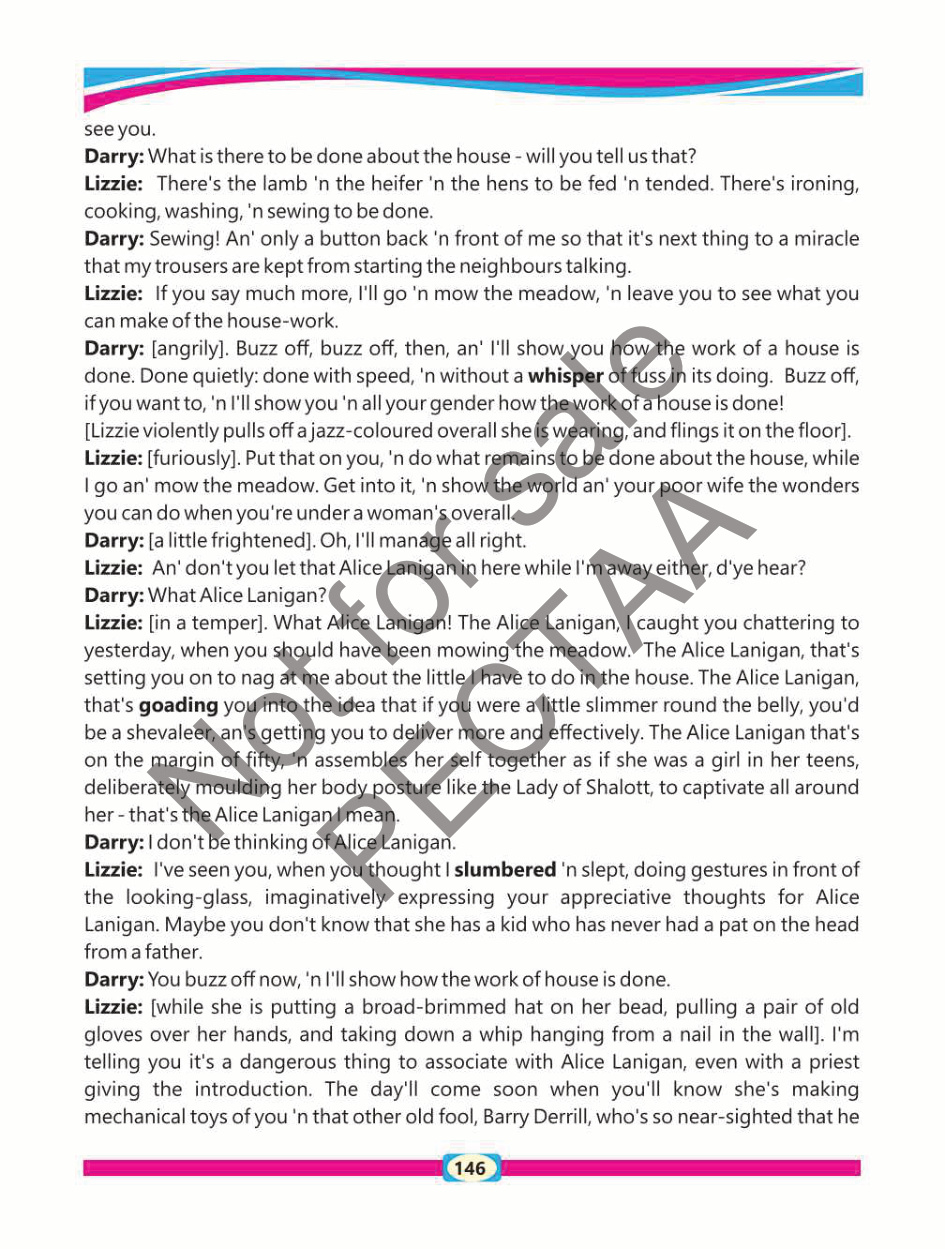 see you.
Darry: What is there to be done about the house - will you tell us that?
Lizzie: There's the lamb 'n the heifer 'n the hens to be fed 'n tended. There's ironing,
cooking, washing, 'n sewing to be done.
Darry: Sewing! An' only a button back 'n front of me so that it's next thing to a miracle
that my trousers are kept from starting the neighbours talking.
Lizzie: If you say much more, I'll go 'n mow the meadow, 'n leave you to see what you
can make of the house-work.
Darry: [angrily]. Buzz off, buzz off, then, an' I'll show you how the work of a house is
done. Done quietly: done with speed, 'n without a whisper of fuss in its doing. Buzz off,
if you want to, 'n I'll show you 'n all your gender how the work of a house is done!
[Lizzie violently pulls off a jazz-coloured overall she is wearing, and flings it on the floor].
Lizzie: [furiously]. Put that on you, 'n do what remains to be done about the house, while
I go an' mow the meadow. Get into it, 'n show the world an' your poor wife the wonders
you can do when you're under a woman's overall.
Darry: [a little frightened]. Oh, I'll manage all right.
Lizzie: An' don't you let that Alice Lanigan in here while I'm away either, d'ye hear?
Darry: What Alice Lanigan?
Lizzie: [in a temper]. What Alice Lanigan! The Alice Lanigan, I caught you chattering to
yesterday, when you should have been mowing the meadow. The Alice Lanigan, that's
setting you on to nag at me about the little I have to do in the house. The Alice Lanigan,
that's goading you into the idea that if you were a little slimmer round the belly, you'd
be a shevaleer, an's getting you to deliver more and effectively. The Alice Lanigan that's
on the margin of fifty, 'n assembles her self together as if she was a girl in her teens,
deliberately moulding her body posture like the Lady of Shalott, to captivate all around
her - that's the Alice Lanigan I mean.
Darry: I don't be thinking of Alice Lanigan.
Lizzie: I've seen you, when you thought I slumbered 'n slept, doing gestures in front of
the looking-glass, imaginatively expressing your appreciative thoughts for Alice
Lanigan. Maybe you don't know that she has a kid who has never had a pat on the head
from a father.
Darry: You buzz off now, 'n I'll show how the work of house is done.
Lizzie: [while she is putting a broad-brimmed hat on her bead, pulling a pair of old
gloves over her hands, and taking down a whip hanging from a nail in the wall]. I'm
telling you it's a dangerous thing to associate with Alice Lanigan, even with a priest
giving the introduction. The day'll come soon when you'll know she's making
mechanical toys of you 'n that other old fool, Barry Derrill, who's so near-sighted that he
146
Not for sale
PECTAA